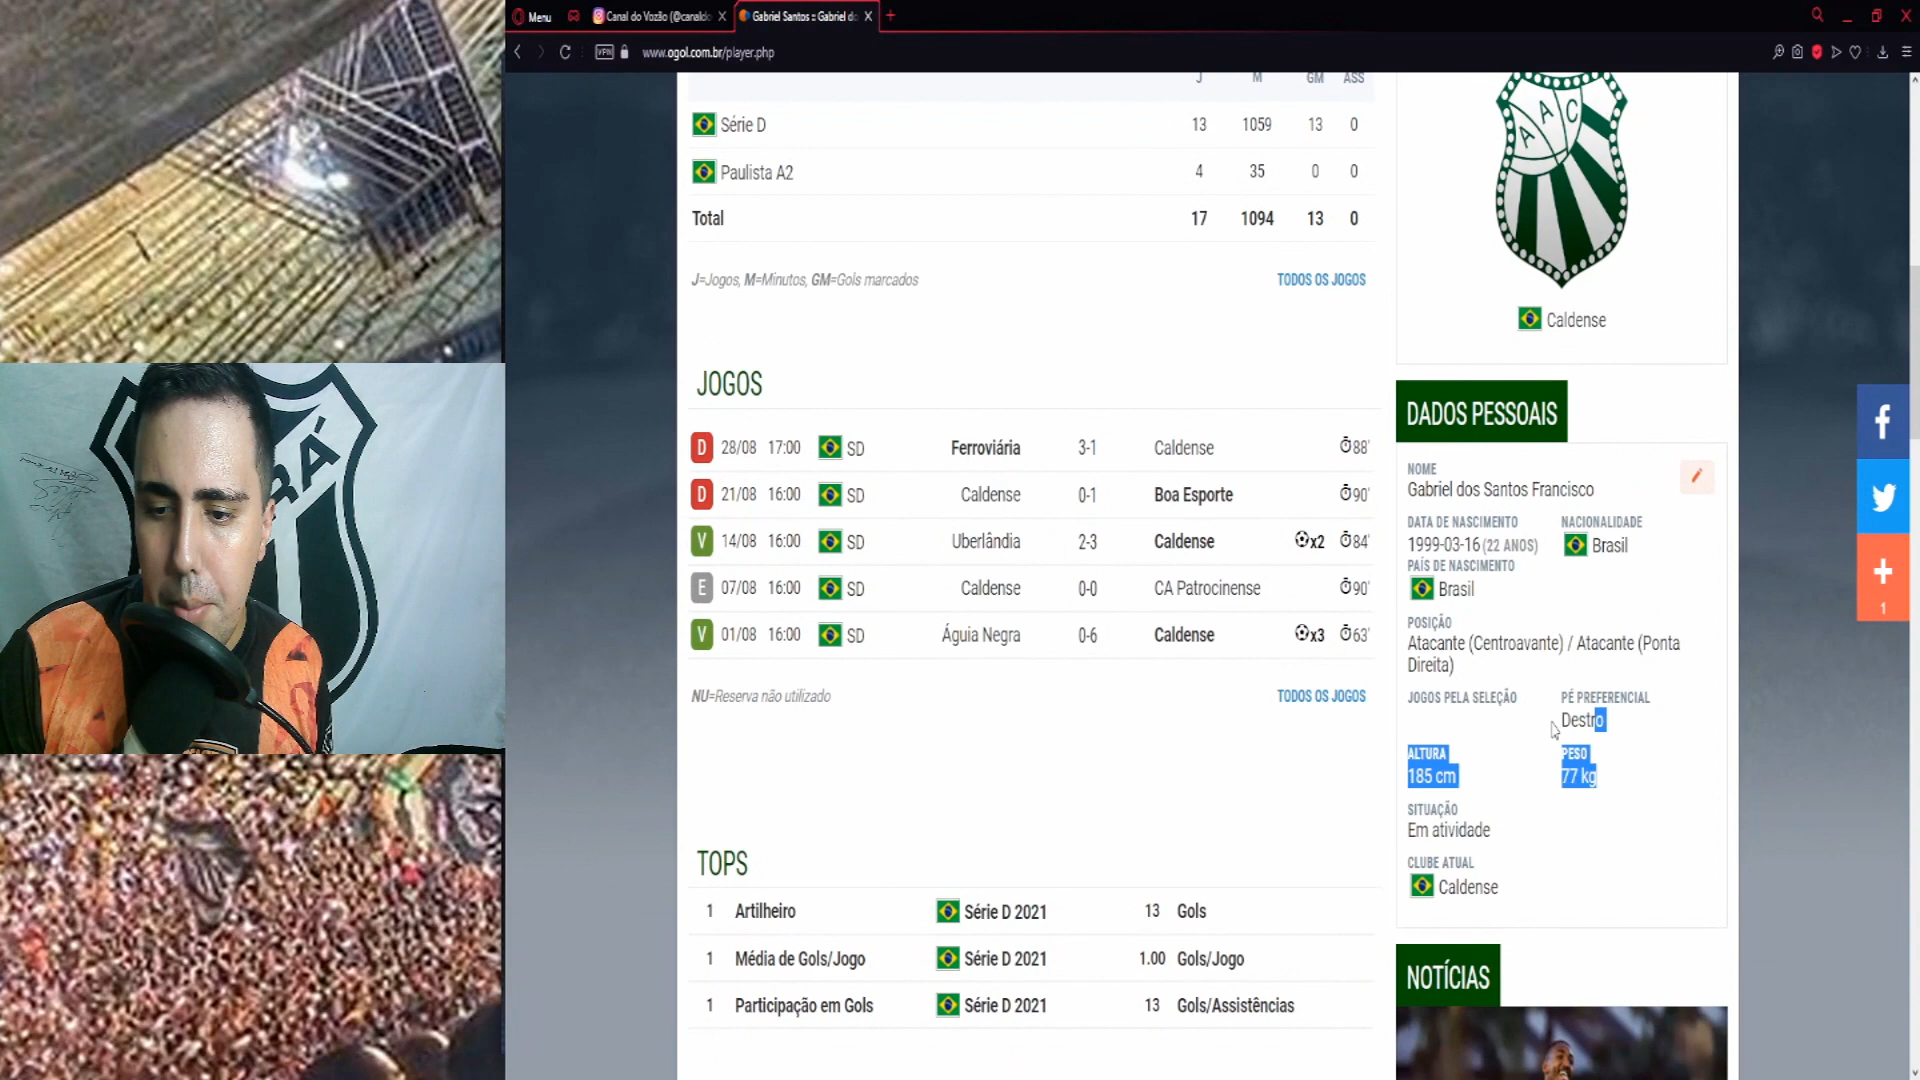 Menu
Canal do Vozão (@canaldo
Gabriel Santos :: Gabriel do
VPN
www.ogol.com.br/player.php
J M GM ASS
Série D 13 1059 13 0
Paulista A2 4 35 0 0
Total 17 1094 13 0
J=Jogos, M=Minutos, GM=Gols marcados
TODOS OS JOGOS
JOGOS
D 28/08 17:00 SD Ferroviária 3-1 Caldense 88'
D 21/08 16:00 SD Caldense 0-1 Boa Esporte 90'
V 14/08 16:00 SD Uberlândia 2-3 Caldense x2 84'
E 07/08 16:00 SD Caldense 0-0 CA Patrocinense 90'
V 01/08 16:00 SD Águia Negra 0-6 Caldense x3 63'
NU=Reserva não utilizado
TODOS OS JOGOS
TOPS
1 Artilheiro Série D 2021 13 Gols
1 Média de Gols/Jogo Série D 2021 1.00 Gols/Jogo
1 Participação em Gols Série D 2021 13 Gols/Assistências
AAC
Caldense
DADOS PESSOAIS
NOME
Gabriel dos Santos Francisco
DATA DE NASCIMENTO NACIONALIDADE
1999-03-16 (22 ANOS) Brasil
PAÍS DE NASCIMENTO
Brasil
POSIÇÃO
Atacante (Centroavante) / Atacante (Ponta
Direita)
JOGOS PELA SELEÇÃO PÉ PREFERENCIAL
Destro
ALTURA PESO
185 cm 77 kg
SITUAÇÃO
Em atividade
CLUBE ATUAL
Caldense
NOTÍCIAS
1